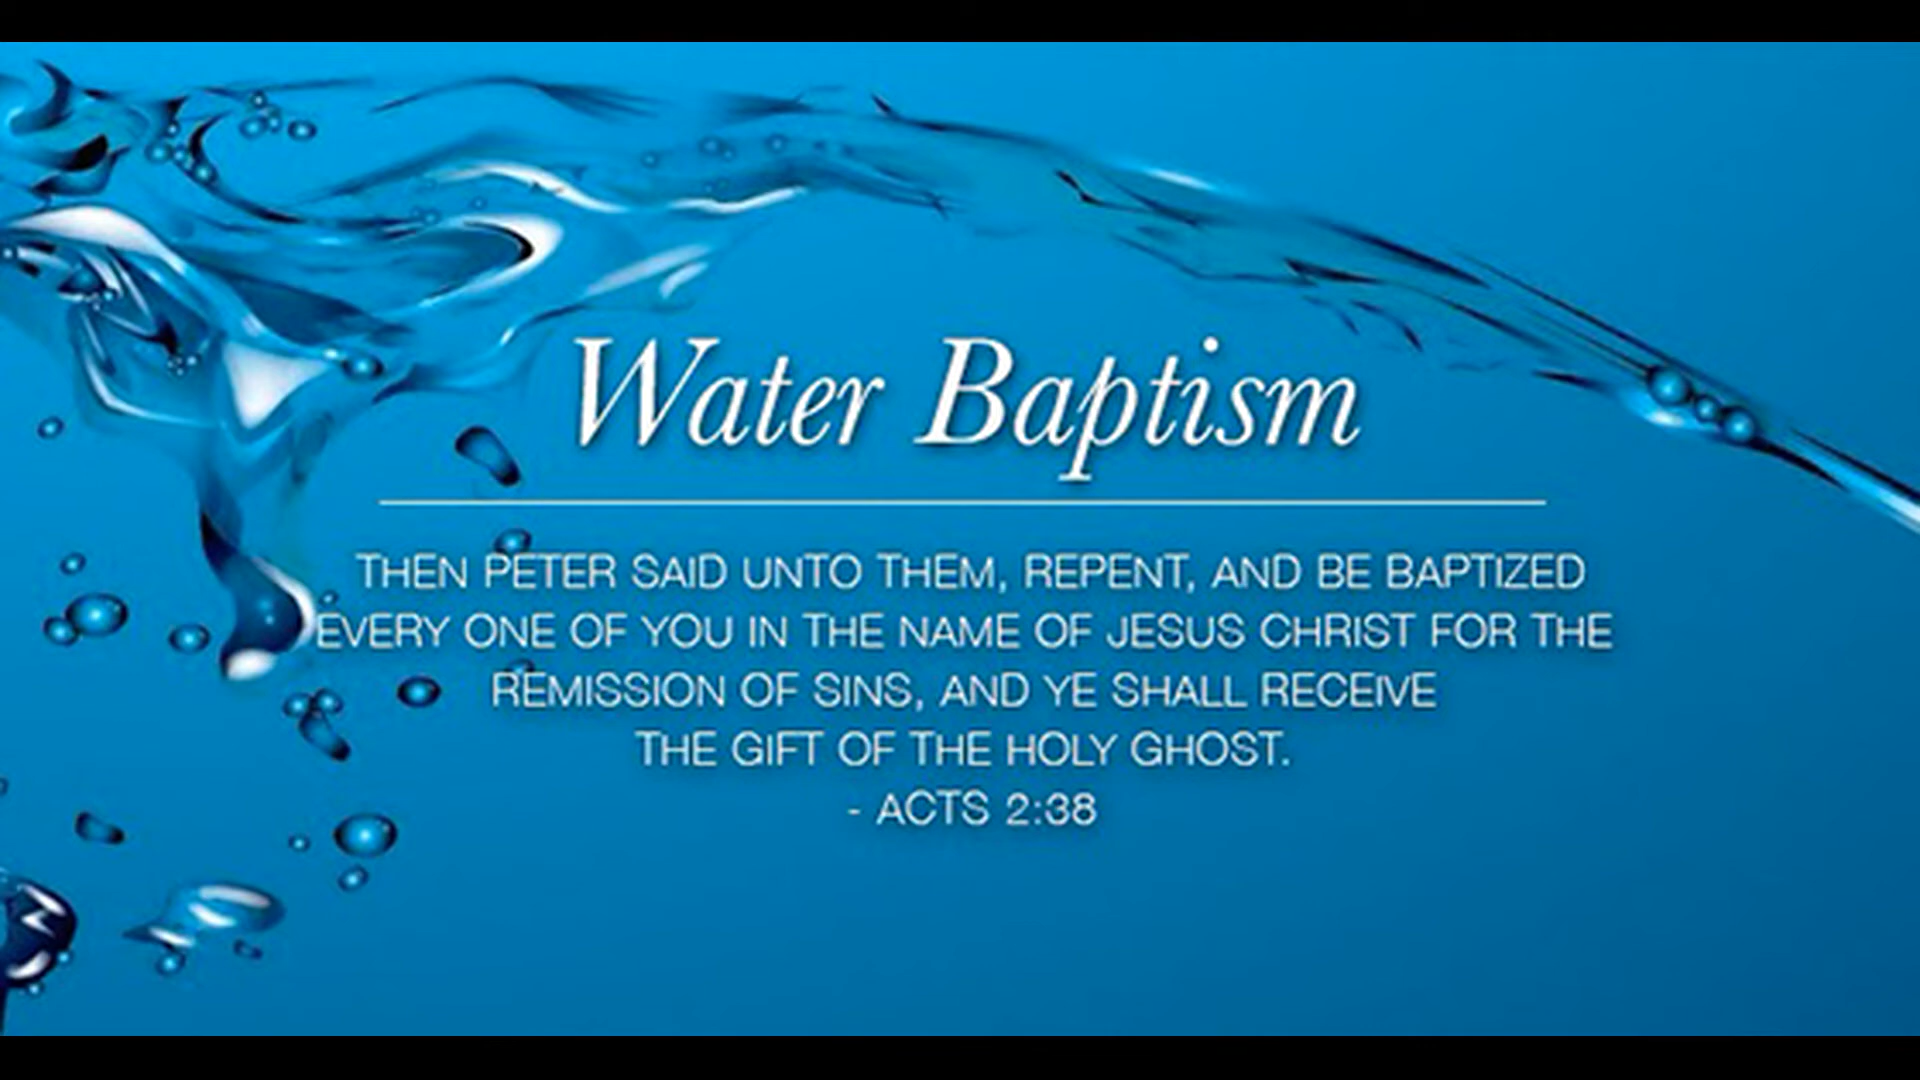 Water Baptism
THEN PETER SAID UNTO THEM, REPENT, AND BE BAPTIZED
EVERY ONE OF YOU IN THE NAME OF JESUS CHRIST FOR THE
REMISSION OF SINS, AND YE SHALL RECEIVE
THE GIFT OF THE HOLY GHOST.
- ACTS 2:38